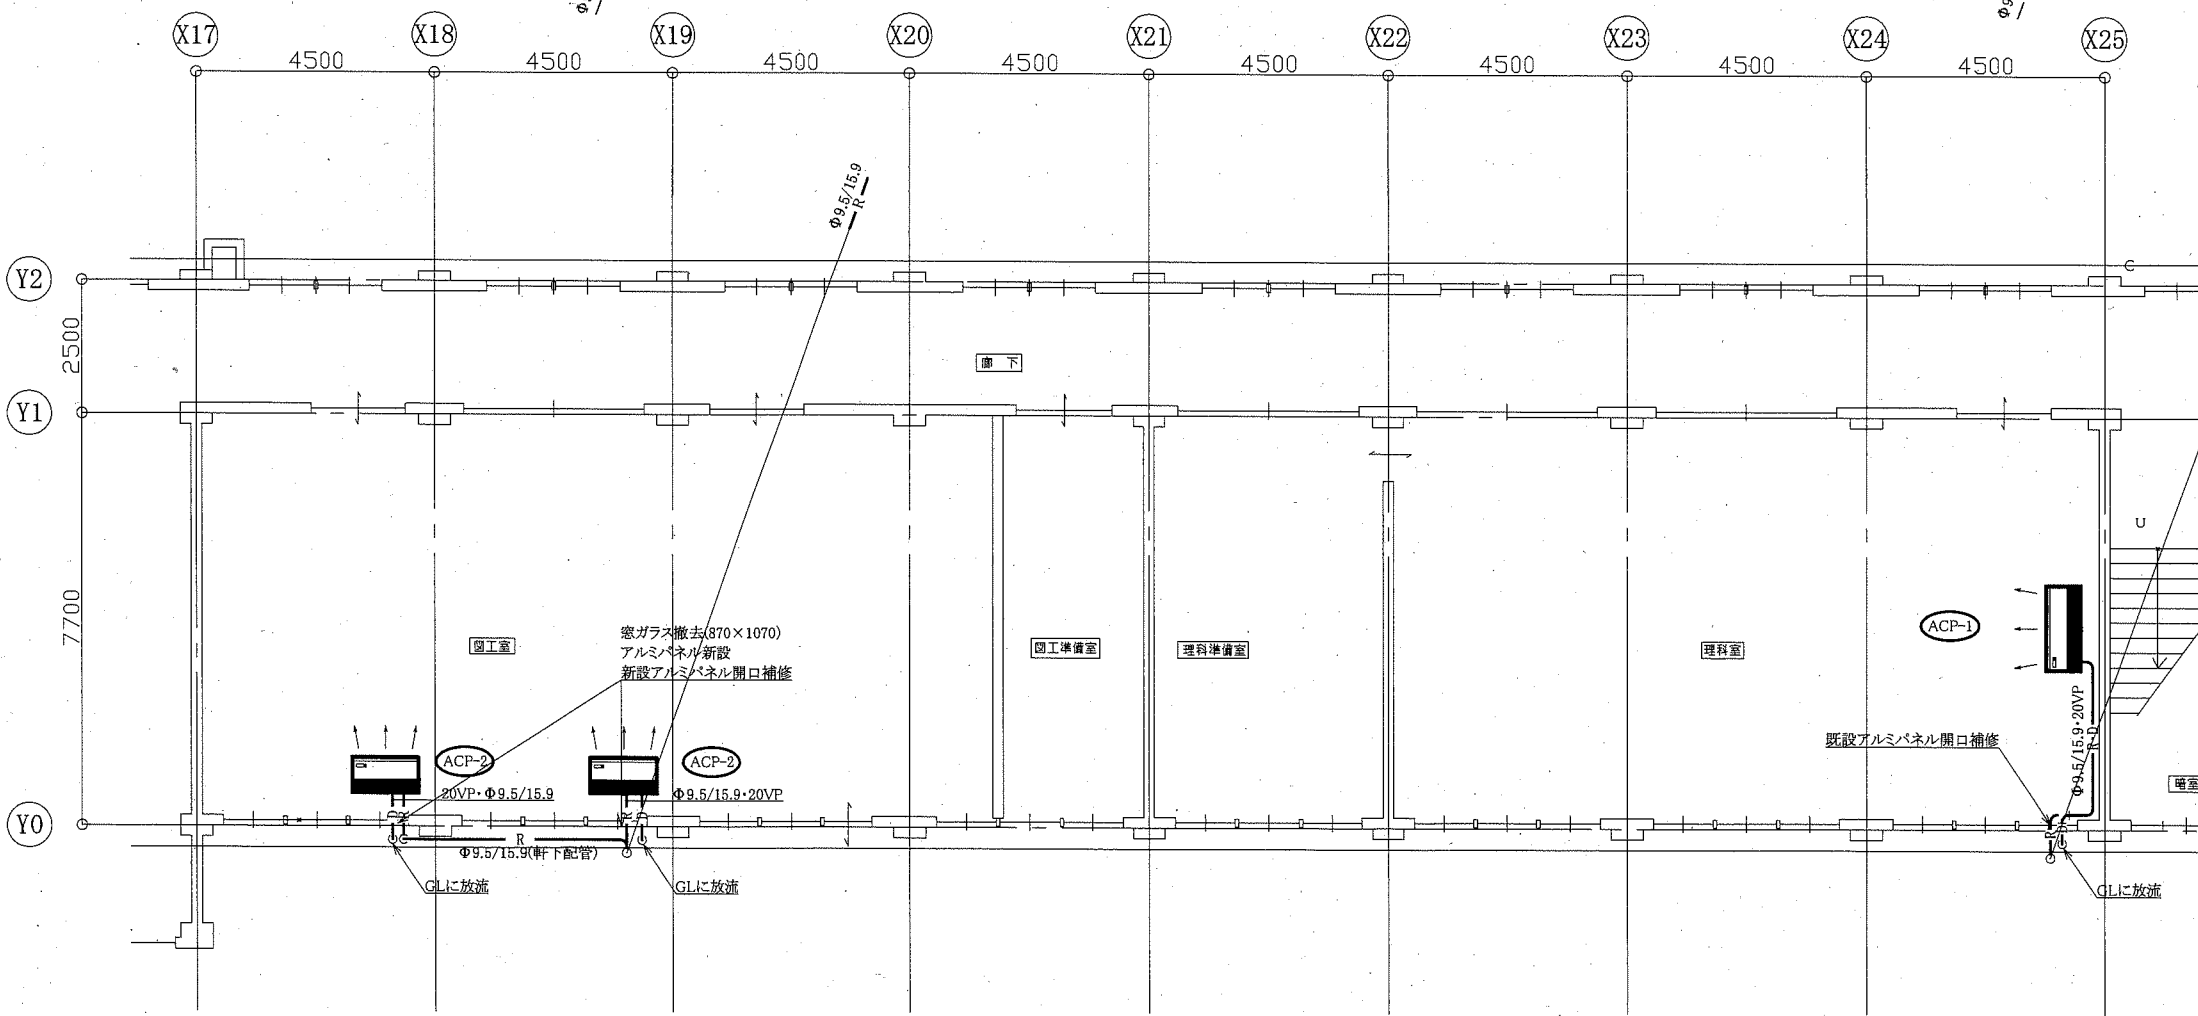 X17 X18 X19 X20 X21 X22 X23 X24 X25
4500 4500 4500 4500 4500 4500 4500 4500
Φ9.5/15.9
R
Y2
C
2500
廊下
Y1
U
7700
ACP-1
窓ガラス撤去(870×1070)
アルミパネル新設
新設アルミパネル開口補修
図工室
図工準備室
理科準備室
理科室
Φ9.5/15.9・20VP
R・D
既設アルミパネル開口補修
ACP-2
ACP-2
20VP・Φ9.5/15.9
Φ9.5/15.9・20VP
暗室
Y0
D
R
R
D
R
D
R
Φ9.5/15.9(軒下配管)
GLに放流
GLに放流
GLに放流